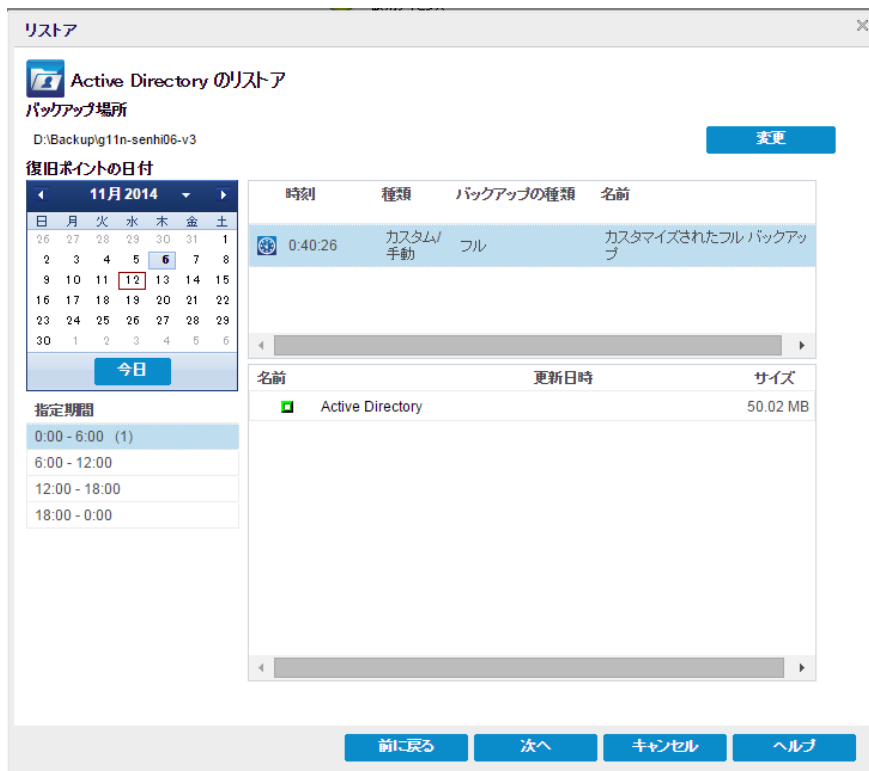 リストア
Active Directory のリストア
バックアップ場所
D:\Backup\g11n-senhi06-v3
変更
復旧ポイントの日付
11月 2014
日 月 火 水 木 金 土
26 27 28 29 30 31 1
2 3 4 5 6 7 8
9 10 11 12 13 14 15
16 17 18 19 20 21 22
23 24 25 26 27 28 29
30 1 2 3 4 5 6
今日
指定期間
0:00 - 6:00 (1)
6:00 - 12:00
12:00 - 18:00
18:00 - 0:00
時刻 種類 バックアップの種類 名前
0:40:26 カスタム/手動 フル カスタマイズされたフル バックアップ
名前 更新日時 サイズ
Active Directory 50.02 MB
前に戻る 次へ キャンセル ヘルプ